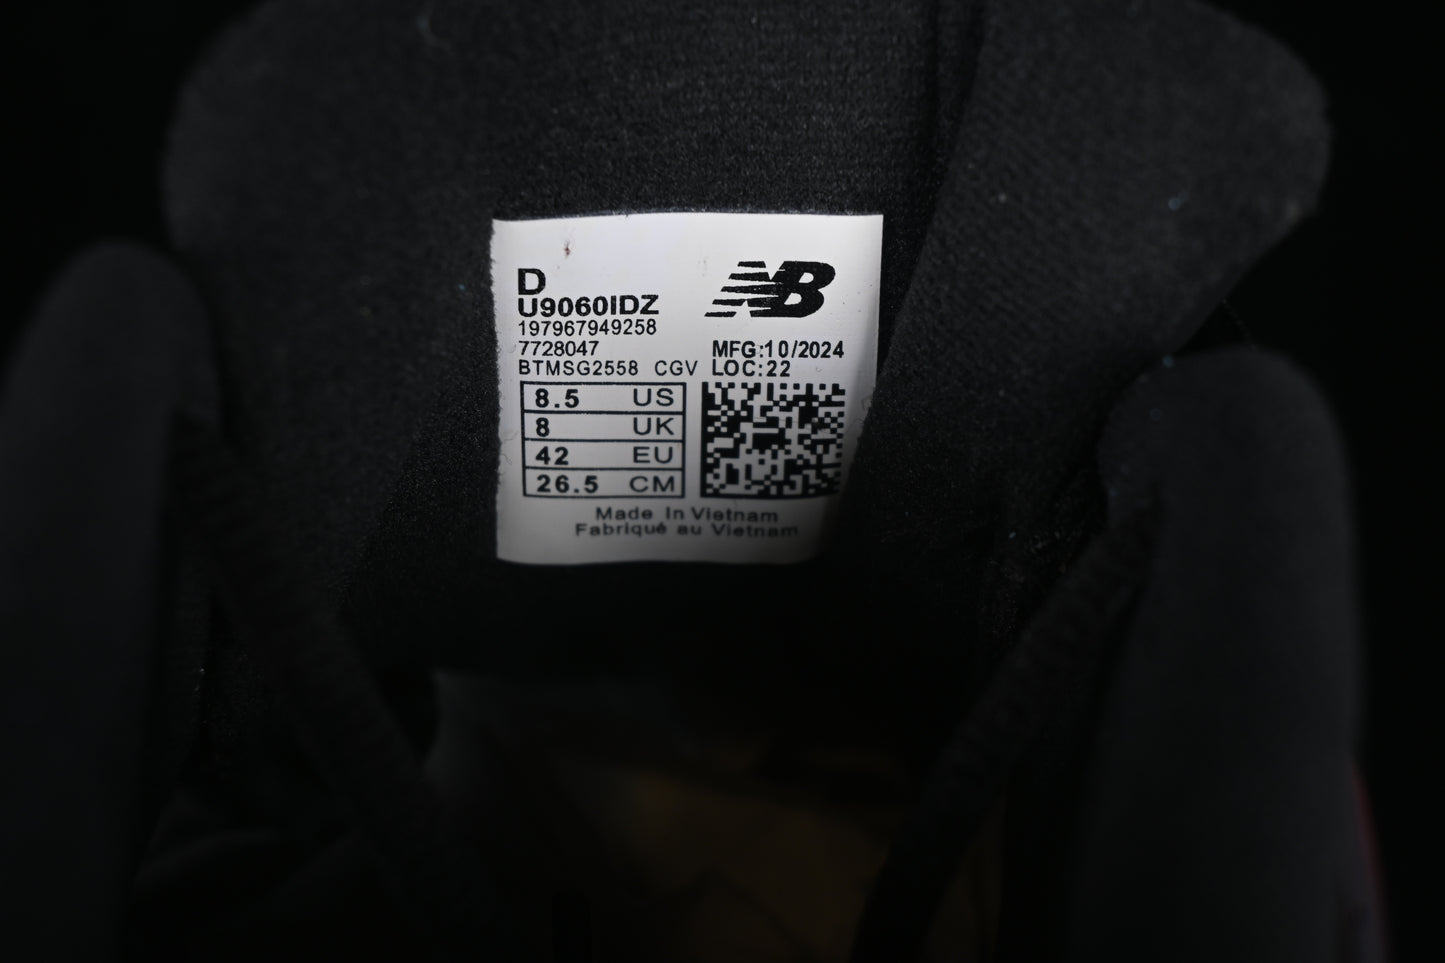 D
U9060IDZ
197967949258
7728047
BTMSG2558 CGV
NB
MFG:10/2024
LOC:22
8.5 US
8 UK
42 EU
26.5 CM
Made In Vietnam
Fabriqué au Vietnam